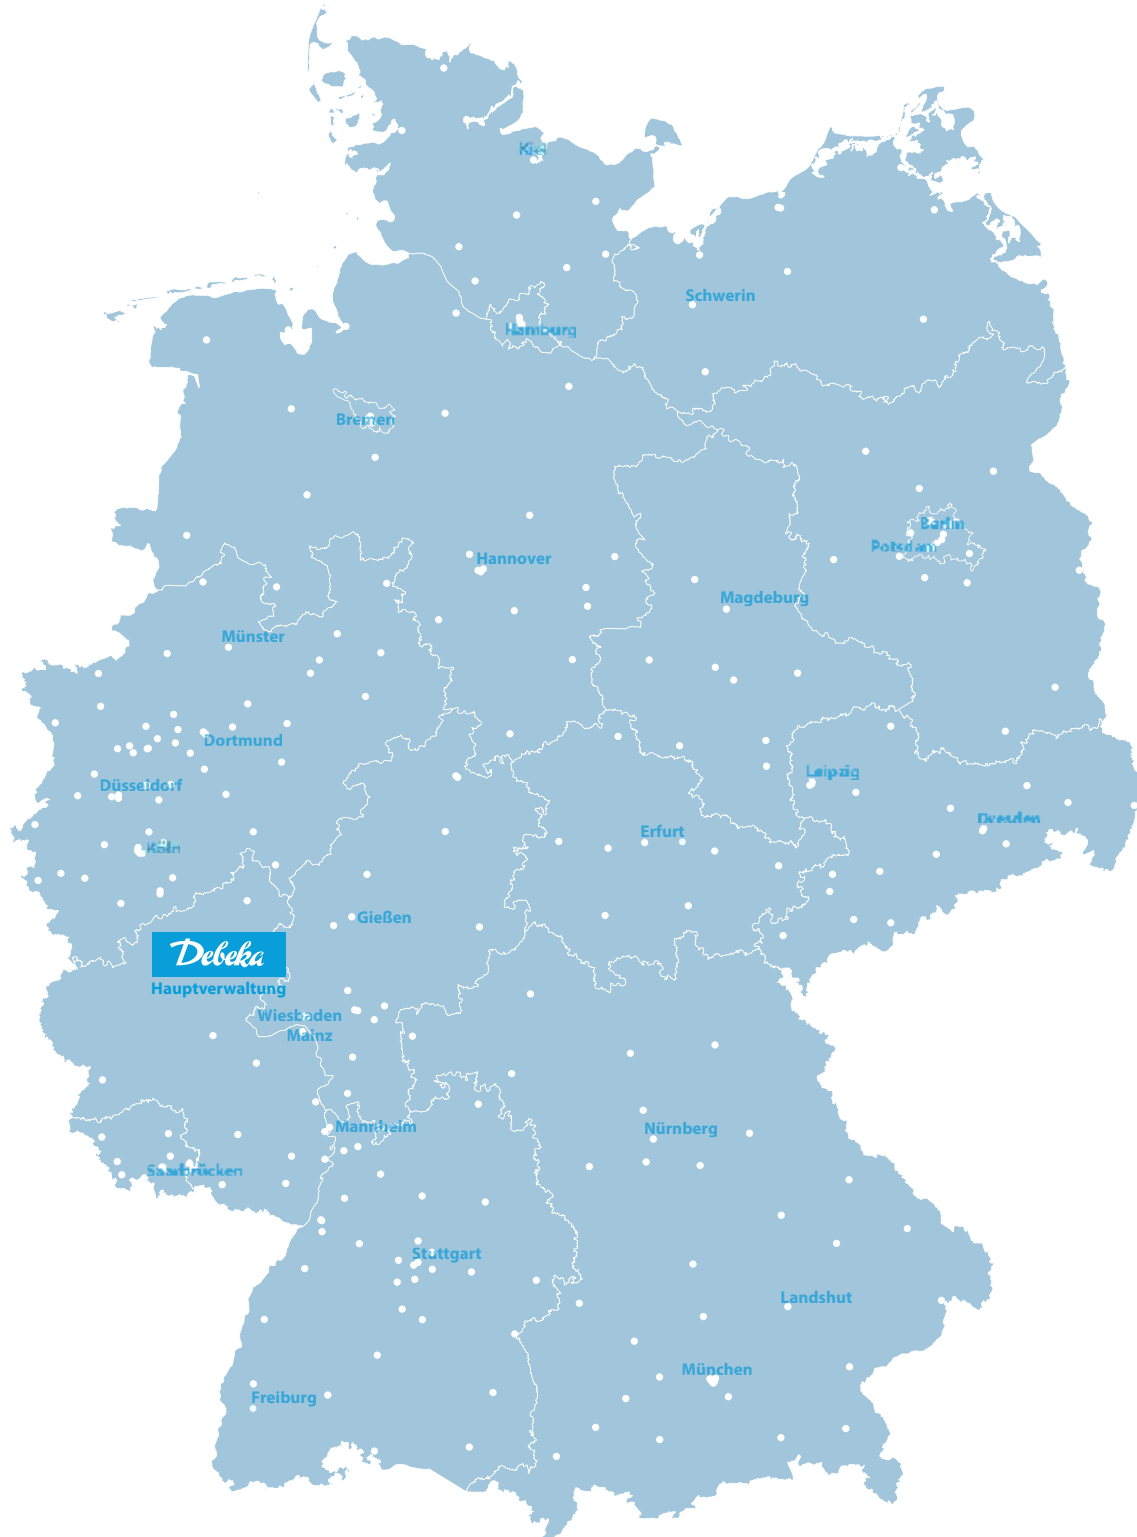 Kiel
Schwerin
Hamburg
Bremen
Berlin
Potsdam
Hannover
Magdeburg
Münster
Dortmund
Leipzig
Düsseldorf
Dresden
Erfurt
Köln
Gießen
Debeka
Hauptverwaltung
Wiesbaden
Mainz
Mannheim
Nürnberg
Saarbrücken
Stuttgart
Landshut
München
Freiburg